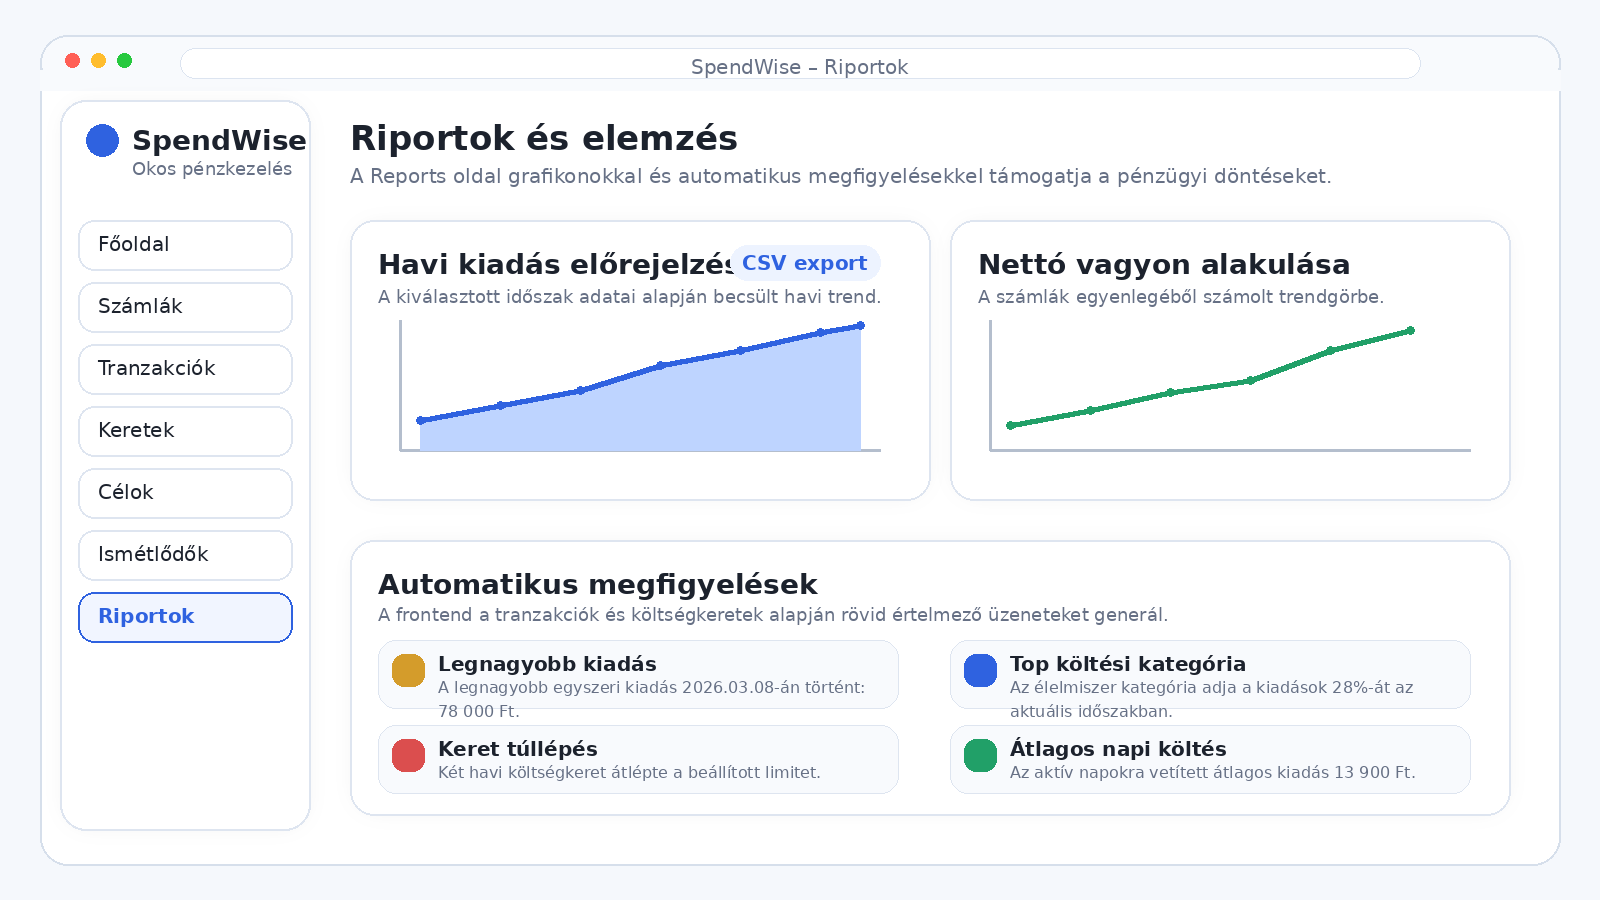 SpendWise – Riportok
SpendWise
Okos pénzkezelés
Főoldal
Számlák
Tranzakciók
Keretek
Célok
Ismétlődők
Riportok
Riportok és elemzés
A Reports oldal grafikonokkal és automatikus megfigyelésekkel támogatja a pénzügyi döntéseket.
Havi kiadás előrejelzés
CSV export
A kiválasztott időszak adatai alapján becsült havi trend.
Nettó vagyon alakulása
A számlák egyenlegéből számolt trendgörbe.
Automatikus megfigyelések
A frontend a tranzakciók és költségkeretek alapján rövid értelmező üzeneteket generál.
Legnagyobb kiadás
A legnagyobb egyszeri kiadás 2026.03.08-án történt:
78 000 Ft.
Top költési kategória
Az élelmiszer kategória adja a kiadások 28%-át az
aktuális időszakban.
Keret túllépés
Két havi költségkeret átlépte a beállított limitet.
Átlagos napi költés
Az aktív napokra vetített átlagos kiadás 13 900 Ft.